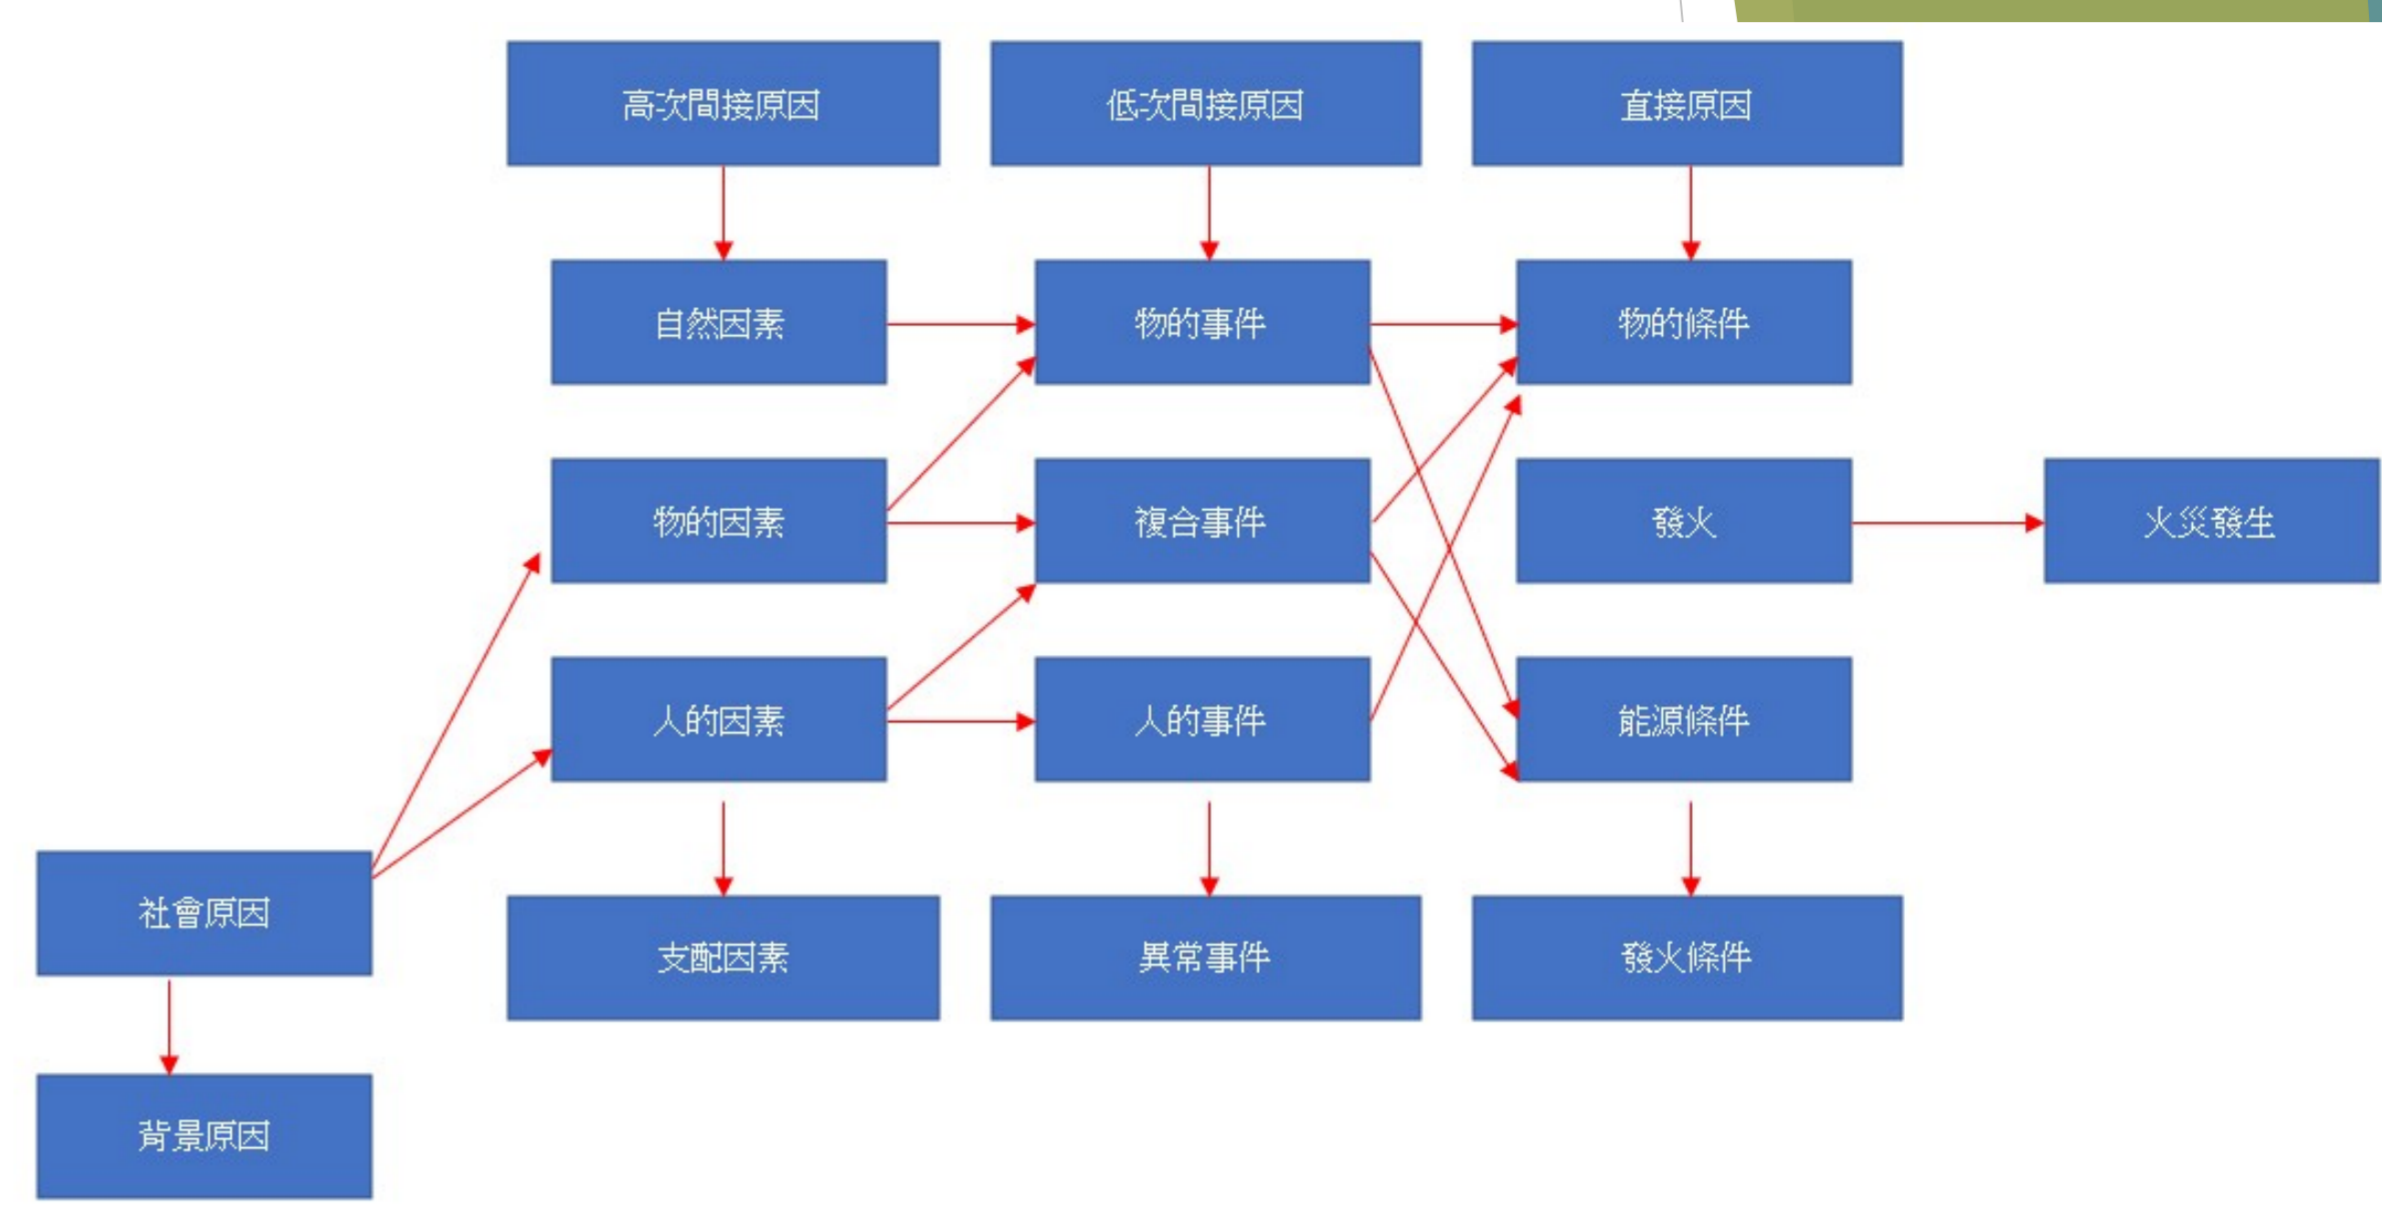 高次間接原因
低次間接原因
直接原因
自然因素
物的事件
物的條件
物的因素
複合事件
發火
火災發生
人的因素
人的事件
能源條件
社會原因
支配因素
異常事件
發火條件
背景原因